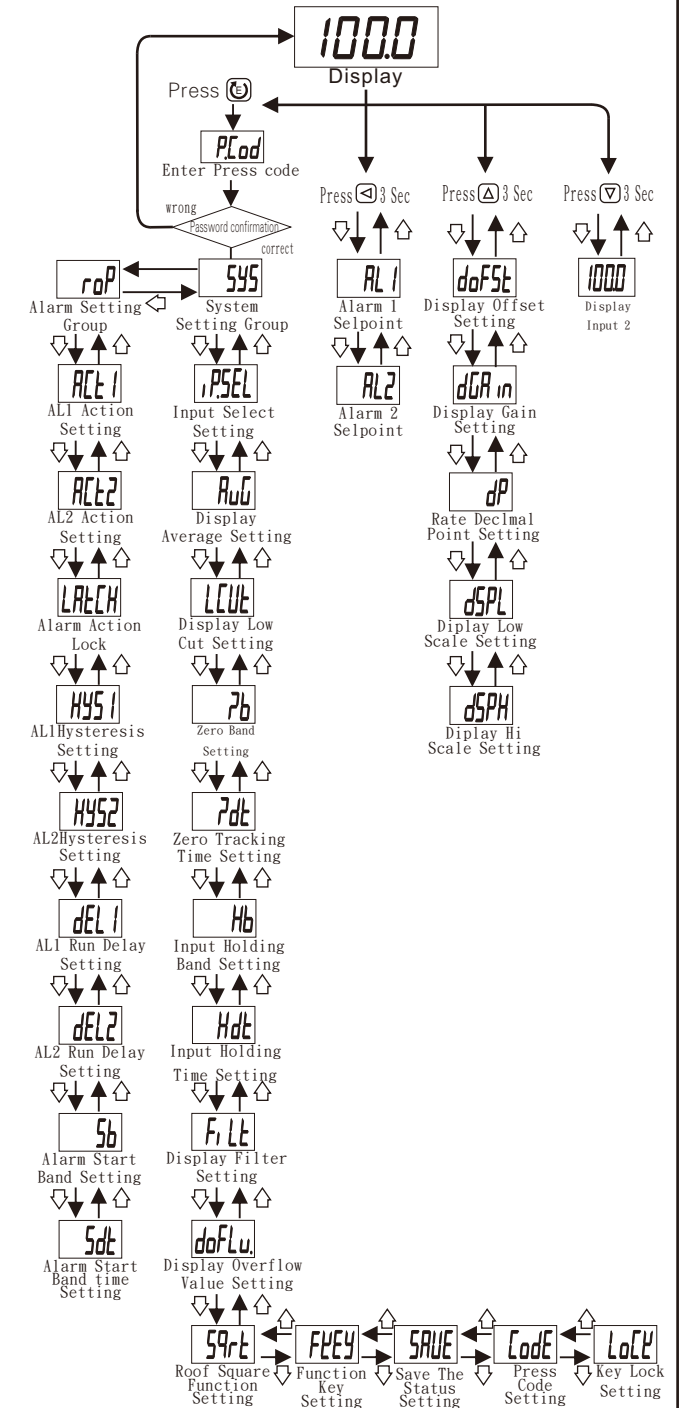 100.0
Display
Press E
P.Cod
Enter Press code
wrong
Password confirmation
correct
Press 3 Sec
Press 3 Sec
Press 3 Sec
roP
Alarm Setting
Group
SYS
System
Setting Group
AL1
Alarm 1
Selpoint
AL2
Alarm 2
Selpoint
doFSt
Display Offset
Setting
dGAin
Display Gain
Setting
dP
Rate Declmal
Point Setting
dSPL
Diplay Low
Scale Setting
dSPH
Diplay Hi
Scale Setting
100.0
Display
Input 2
ACt1
AL1 Action
Setting
ACt2
AL2 Action
Setting
LAtCH
Alarm Action
Lock
HYS1
AL1Hysteresis
Setting
HYS2
AL2Hysteresis
Setting
dEL1
AL1 Run Delay
Setting
dEL2
AL2 Run Delay
Setting
Sb
Alarm Start
Band Setting
Sdt
Alarm Start
Band time
Setting
iP.SEL
Input Select
Setting
AvG
Display
Average Setting
LCUt
Display Low
Cut Setting
Zb
Zero Band
Setting
Zdt
Zero Tracking
Time Setting
Hb
Input Holding
Band Setting
Hdt
Input Holding
Time Setting
FiLt
Display Filter
Setting
doFLv.
Display Overflow
Value Setting
S9rt
Roof Square
Function
Setting
FKEY
Function
Key
Setting
SAVE
Save The
Status
Setting
CodE
Press
Code
Setting
LoCK
Key Lock
Setting